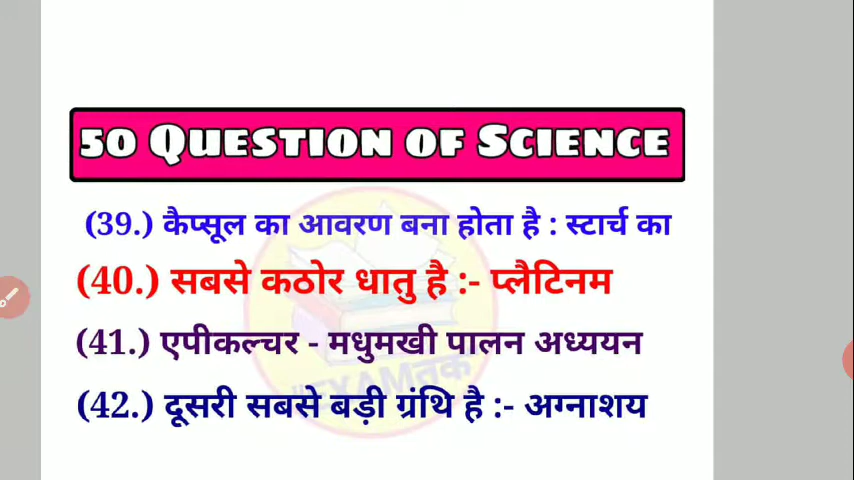 50 Question of Science
(39.) कैप्सूल का आवरण बना होता है : स्टार्च का
(40.) सबसे कठोर धातु है :- प्लैटिनम
(41.) एपीकल्चर - मधुमखी पालन अध्ययन
(42.) दूसरी सबसे बड़ी ग्रंथि है :- अग्नाशय
#EXAMतक